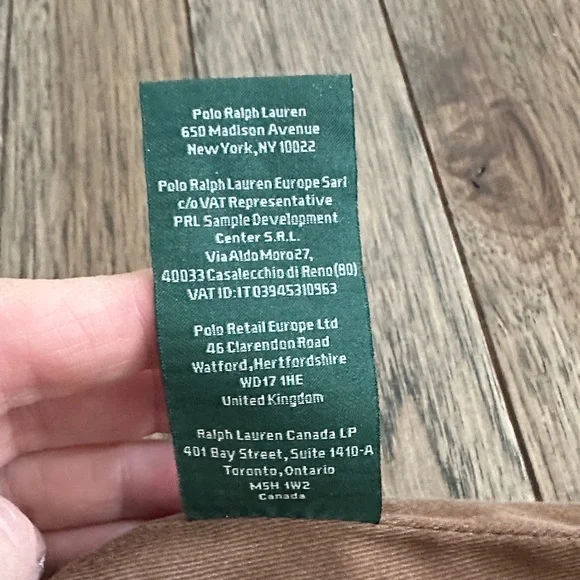 Polo Ralph Lauren
650 Madison Avenue
New York, NY 10022
Polo Ralph Lauren Europe Sarl
c/o VAT Representative
PRL Sample Development
Center S.R.L.
Via Aldo Moro 27,
40033 Casalecchio di Reno (BO)
VAT ID: IT03945310963
Polo Retail Europe Ltd
46 Clarendon Road
Watford, Hertfordshire
WD17 1HE
United Kingdom
Ralph Lauren Canada LP
401 Bay Street, Suite 1410-A
Toronto, Ontario
M5H 1W2
Canada